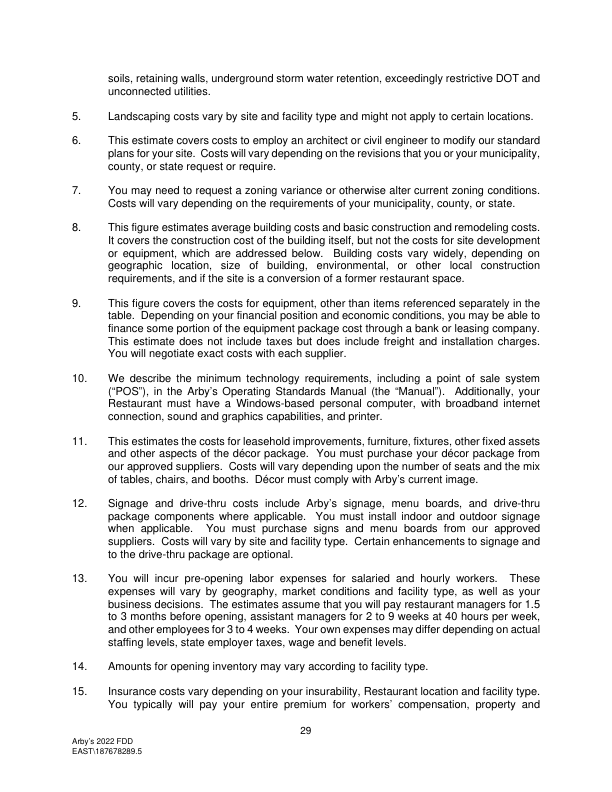 soils, retaining walls, underground storm water retention, exceedingly restrictive DOT and
unconnected utilities.
5. Landscaping costs vary by site and facility type and might not apply to certain locations.
6. This estimate covers costs to employ an architect or civil engineer to modify our standard
plans for your site. Costs will vary depending on the revisions that you or your municipality,
county, or state request or require.
7. You may need to request a zoning variance or otherwise alter current zoning conditions.
Costs will vary depending on the requirements of your municipality, county, or state.
8. This figure estimates average building costs and basic construction and remodeling costs.
It covers the construction cost of the building itself, but not the costs for site development
or equipment, which are addressed below. Building costs vary widely, depending on
geographic location, size of building, environmental, or other local construction
requirements, and if the site is a conversion of a former restaurant space.
9. This figure covers the costs for equipment, other than items referenced separately in the
table. Depending on your financial position and economic conditions, you may be able to
finance some portion of the equipment package cost through a bank or leasing company.
This estimate does not include taxes but does include freight and installation charges.
You will negotiate exact costs with each supplier.
10. We describe the minimum technology requirements, including a point of sale system
(“POS”), in the Arby’s Operating Standards Manual (the “Manual”). Additionally, your
Restaurant must have a Windows-based personal computer, with broadband internet
connection, sound and graphics capabilities, and printer.
11. This estimates the costs for leasehold improvements, furniture, fixtures, other fixed assets
and other aspects of the décor package. You must purchase your décor package from
our approved suppliers. Costs will vary depending upon the number of seats and the mix
of tables, chairs, and booths. Décor must comply with Arby’s current image.
12. Signage and drive-thru costs include Arby’s signage, menu boards, and drive-thru
package components where applicable. You must install indoor and outdoor signage
when applicable. You must purchase signs and menu boards from our approved
suppliers. Costs will vary by site and facility type. Certain enhancements to signage and
to the drive-thru package are optional.
13. You will incur pre-opening labor expenses for salaried and hourly workers. These
expenses will vary by geography, market conditions and facility type, as well as your
business decisions. The estimates assume that you will pay restaurant managers for 1.5
to 3 months before opening, assistant managers for 2 to 9 weeks at 40 hours per week,
and other employees for 3 to 4 weeks. Your own expenses may differ depending on actual
staffing levels, state employer taxes, wage and benefit levels.
14. Amounts for opening inventory may vary according to facility type.
15. Insurance costs vary depending on your insurability, Restaurant location and facility type.
You typically will pay your entire premium for workers’ compensation, property and
29
Arby’s 2022 FDD
EAST\187678289.5